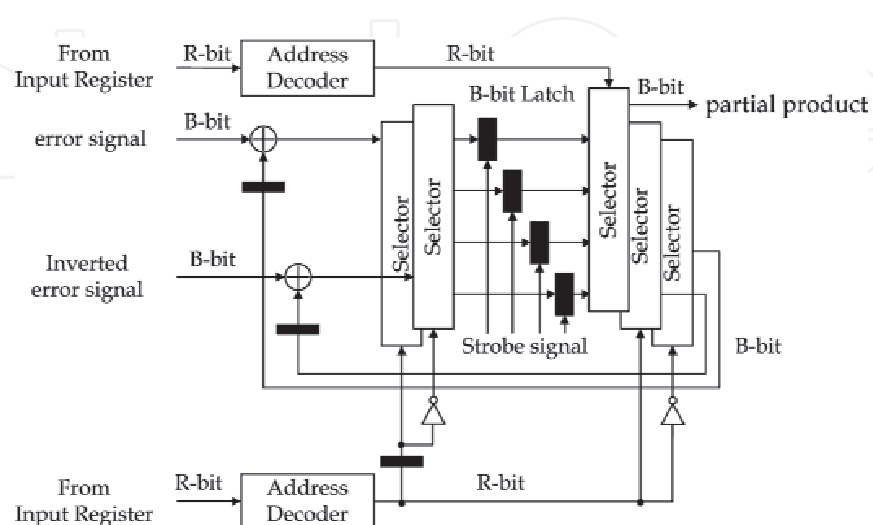 From
Input Register
R-bit
Address
Decoder
R-bit
B-bit Latch
B-bit
partial product
error signal
B-bit
Selector
Selector
Selector
Selector
Selector
Inverted
error signal
B-bit
Strobe signal
B-bit
From
Input Register
R-bit
Address
Decoder
R-bit